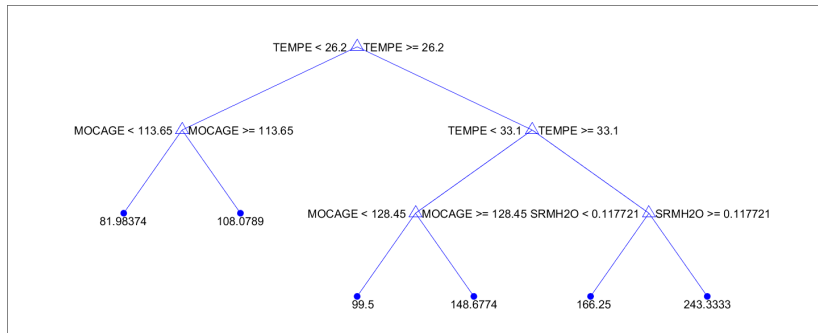 TEMPE < 26.2 TEMPE >= 26.2
MOCAGE < 113.65 MOCAGE >= 113.65 TEMPE < 33.1 TEMPE >= 33.1
81.98374 108.0789 MOCAGE < 128.45 MOCAGE >= 128.45 SRMH2O < 0.117721 SRMH2O >= 0.117721
99.5 148.6774 166.25 243.3333